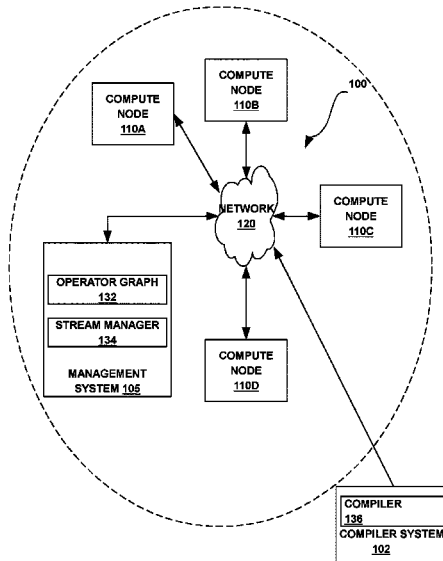 COMPUTE
NODE
110B
100
COMPUTE
NODE
110A
NETWORK
120
COMPUTE
NODE
110C
OPERATOR GRAPH
132
STREAM MANAGER
134
MANAGEMENT
SYSTEM 105
COMPUTE
NODE
110D
COMPILER
136
COMPILER SYSTEM
102